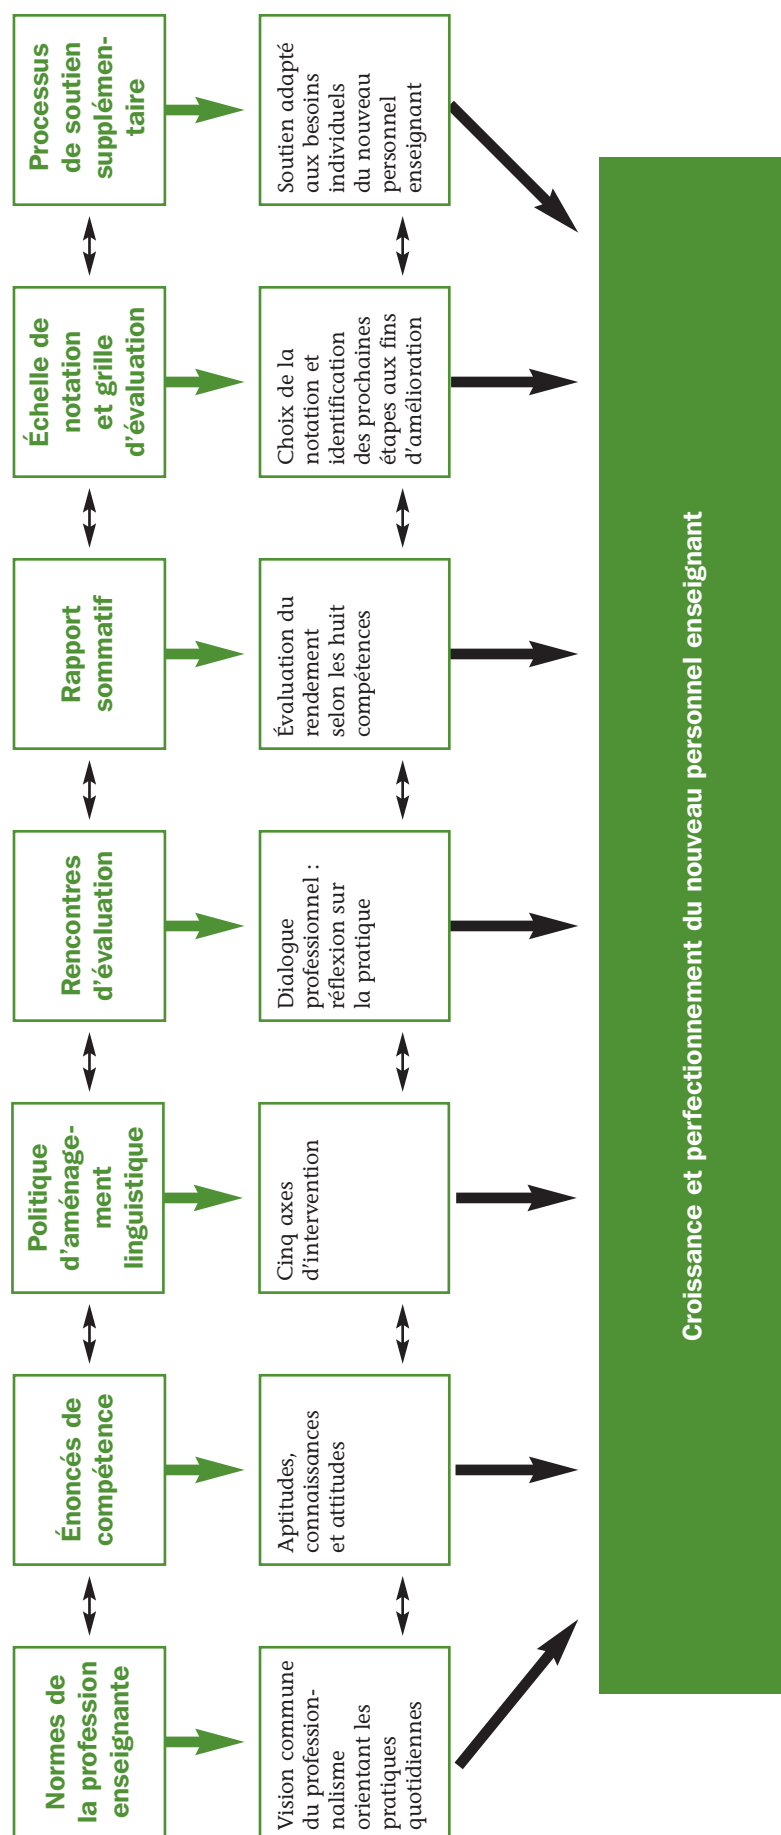 Normes de
la profession
enseignante
Énoncés de
compétence
Politique
d'aménage-
ment
linguistique
Rencontres
d'évaluation
Rapport
sommatif
Échelle de
notation
et grille
d'évaluation
Processus
de soutien
supplémen-
taire
Vision commune
du profession-
nalisme
orientant les
pratiques
quotidiennes
Aptitudes,
connaissances
et attitudes
Cinq axes
d'intervention
Dialogue
professionnel :
réflexion sur
la pratique
Évaluation du
rendement
selon les huit
compétences
Choix de la
notation et
identification
des prochaines
étapes aux fins
d'amélioration
Soutien adapté
aux besoins
individuels
du nouveau
personnel
enseignant
Croissance et perfectionnement du nouveau personnel enseignant